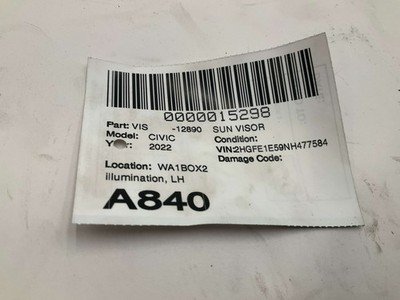 0000015298
Part: VIS -12890 SUN VISOR
Model: CIVIC Condition:
Year: 2022 VIN:2HGFE1E59NH477584
Damage Code:
Location: WA1BOX2
illumination, LH
A840